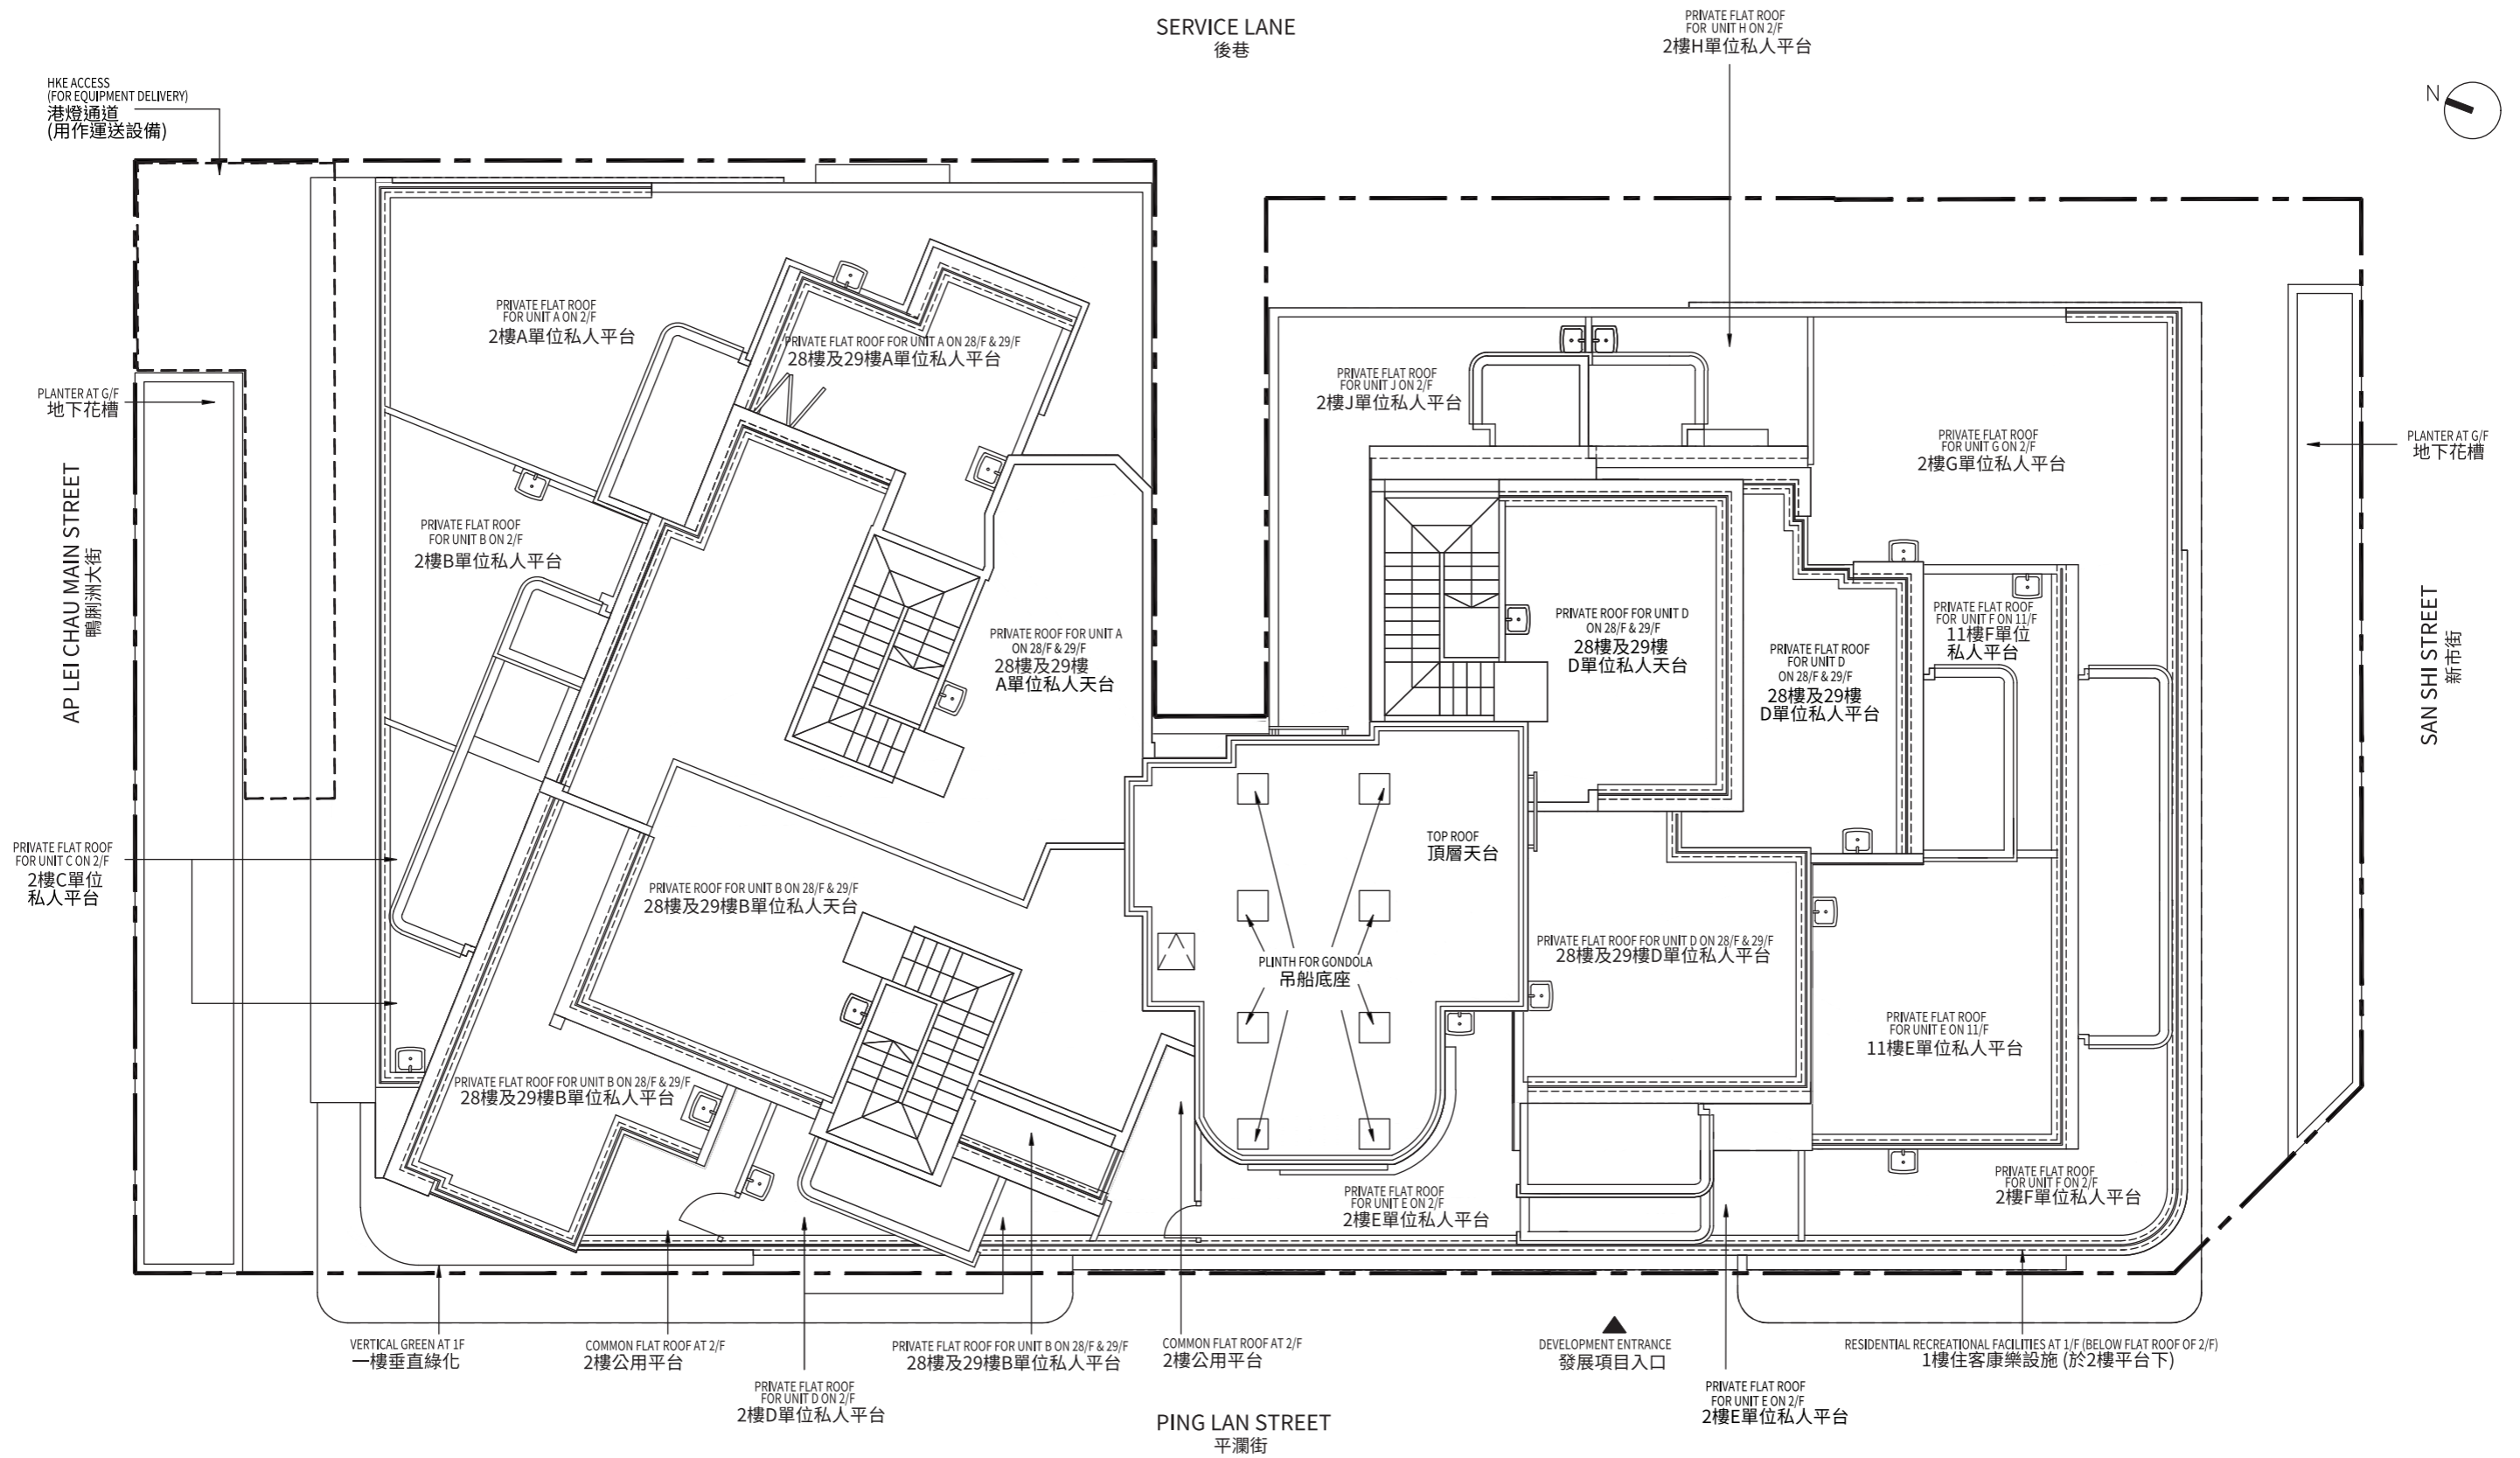 SERVICE LANE
後巷
PRIVATE FLAT ROOF
FOR UNIT H ON 2/F
2樓H單位私人平台
HKE ACCESS
(FOR EQUIPMENT DELIVERY)
港燈通道
(用作運送設備)
N
PRIVATE FLAT ROOF
FOR UNIT A ON 2/F
2樓A單位私人平台
PRIVATE FLAT ROOF FOR UNIT A ON 28/F & 29/F
28樓及29樓A單位私人平台
PLANTER AT G/F
地下花槽
PRIVATE FLAT ROOF
FOR UNIT J ON 2/F
2樓J單位私人平台
PRIVATE FLAT ROOF
FOR UNIT G ON 2/F
2樓G單位私人平台
PLANTER AT G/F
地下花槽
AP LEI CHAU MAIN STREET
鴨脷洲大街
PRIVATE FLAT ROOF
FOR UNIT B ON 2/F
2樓B單位私人平台
PRIVATE ROOF FOR UNIT A
ON 28/F & 29/F
28樓及29樓
A單位私人天台
PRIVATE ROOF FOR UNIT D
ON 28/F & 29/F
28樓及29樓
D單位私人天台
PRIVATE FLAT ROOF
FOR UNIT D
ON 28/F & 29/F
28樓及29樓
D單位私人平台
PRIVATE FLAT ROOF
FOR UNIT F ON 11/F
11樓F單位
私人平台
SAN SHI STREET
新市街
PRIVATE FLAT ROOF
FOR UNIT C ON 2/F
2樓C單位
私人平台
TOP ROOF
頂層天台
PRIVATE ROOF FOR UNIT B ON 28/F & 29/F
28樓及29樓B單位私人天台
PLINTH FOR GONDOLA
吊船底座
PRIVATE FLAT ROOF FOR UNIT D ON 28/F & 29/F
28樓及29樓D單位私人平台
PRIVATE FLAT ROOF
FOR UNIT E ON 11/F
11樓E單位私人平台
PRIVATE FLAT ROOF FOR UNIT B ON 28/F & 29/F
28樓及29樓B單位私人平台
PRIVATE FLAT ROOF
FOR UNIT E ON 2/F
2樓E單位私人平台
PRIVATE FLAT ROOF
FOR UNIT F ON 2/F
2樓F單位私人平台
VERTICAL GREEN AT 1F
一樓垂直綠化
COMMON FLAT ROOF AT 2/F
2樓公用平台
PRIVATE FLAT ROOF FOR UNIT B ON 28/F & 29/F
28樓及29樓B單位私人平台
COMMON FLAT ROOF AT 2/F
2樓公用平台
DEVELOPMENT ENTRANCE
發展項目入口
RESIDENTIAL RECREATIONAL FACILITIES AT 1/F (BELOW FLAT ROOF OF 2/F)
1樓住客康樂設施 (於2樓平台下)
PRIVATE FLAT ROOF
FOR UNIT D ON 2/F
2樓D單位私人平台
PRIVATE FLAT ROOF
FOR UNIT E ON 2/F
2樓E單位私人平台
PING LAN STREET
平瀾街